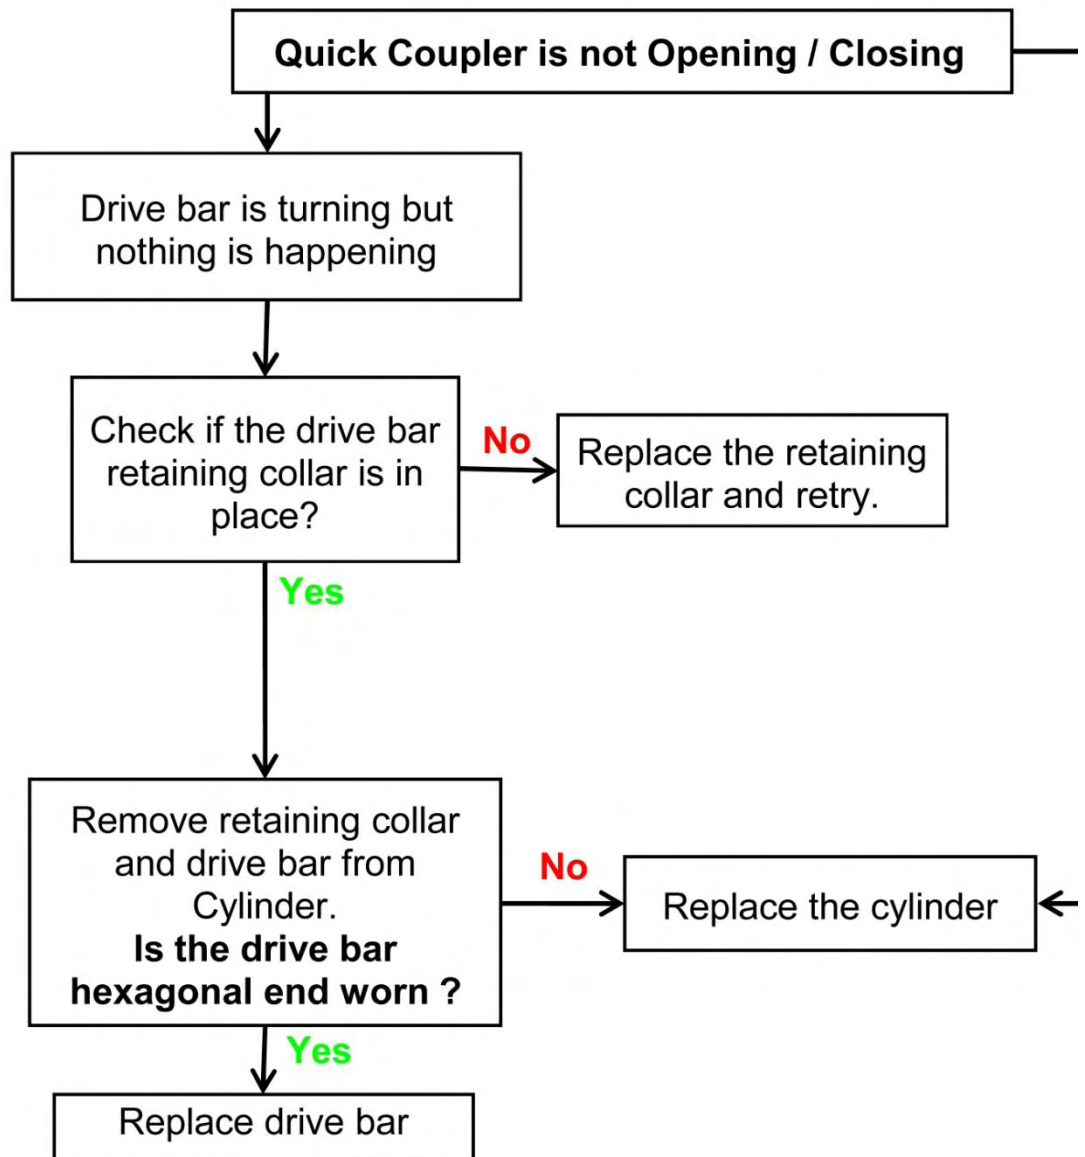 Quick Coupler is not Opening / Closing
Drive bar is turning but
nothing is happening
Check if the drive bar
retaining collar is in
place?
No
Replace the retaining
collar and retry.
Yes
Remove retaining collar
and drive bar from
Cylinder.
Is the drive bar
hexagonal end worn ?
No
Replace the cylinder
Yes
Replace drive bar